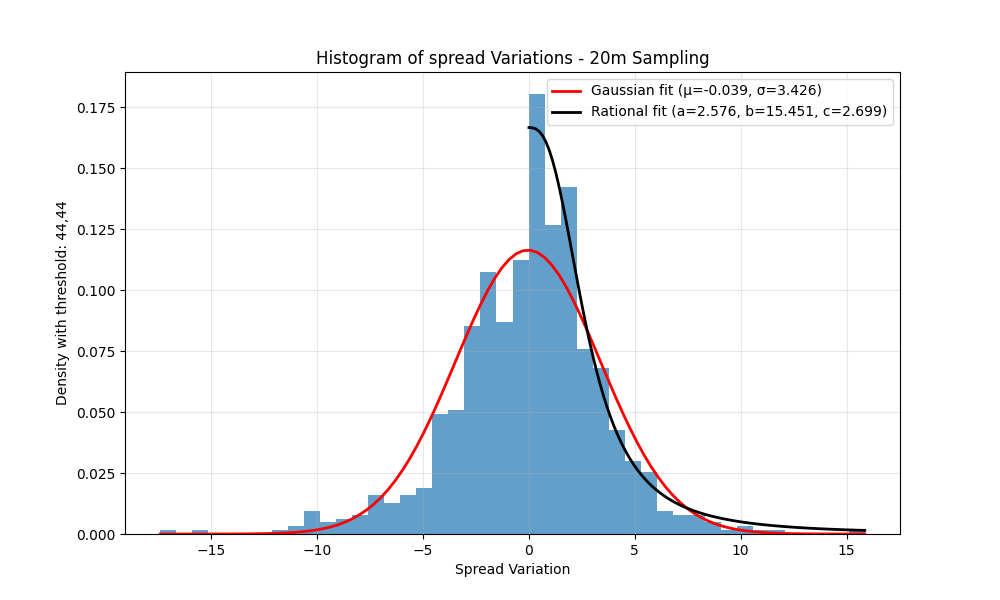 Histogram of spread Variations - 20m Sampling
Gaussian fit (μ=-0.039, σ=3.426)
Rational fit (a=2.576, b=15.451, c=2.699)
Density with threshold: 44,44
0.175
0.150
0.125
0.100
0.075
0.050
0.025
0.000
−15 −10 −5 0 5 10 15
Spread Variation